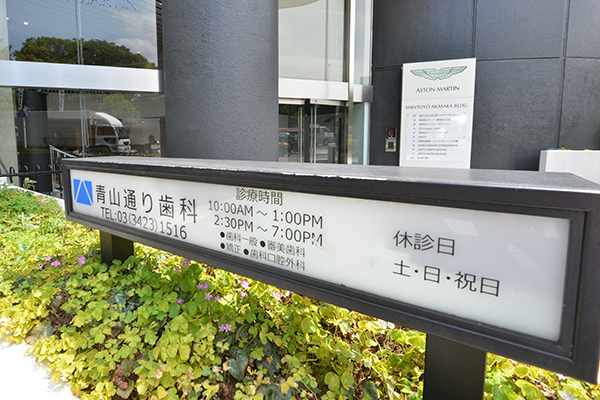 ASTON MARTIN
SHINTOYO AKASAKA BLDG.
青山通り歯科
TEL:03(3423)1516
診療時間
10:00AM～1:00PM
2:30PM～7:00PM
●歯科一般 ●審美歯科
●矯正 ●歯科口腔外科
休診日
土・日・祝日